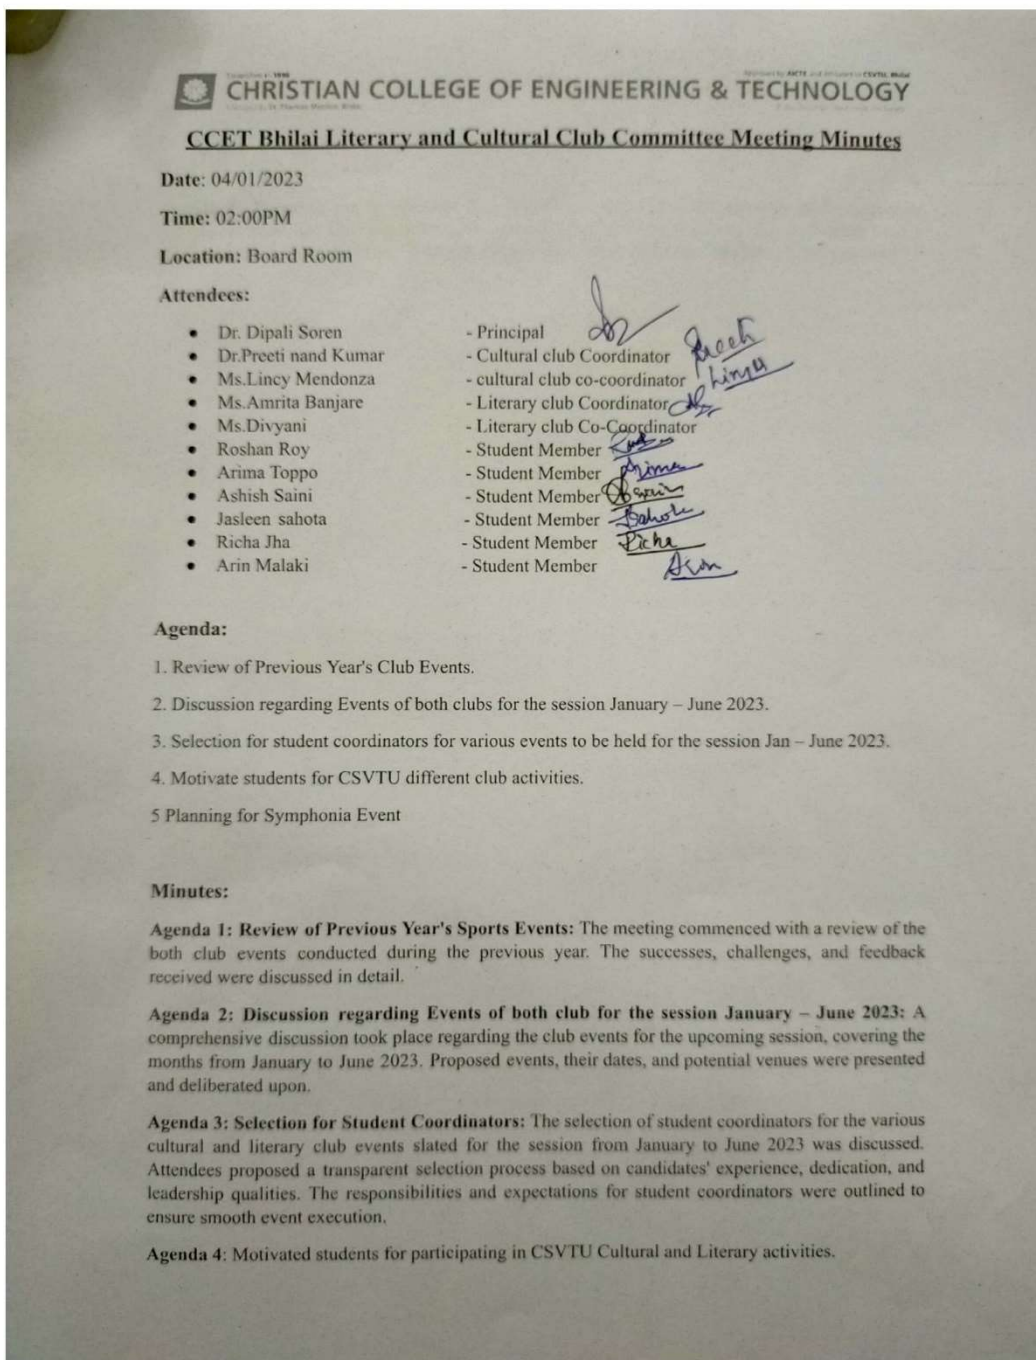 CHRISTIAN COLLEGE OF ENGINEERING & TECHNOLOGY
CCET Bhilai Literary and Cultural Club Committee Meeting Minutes
Date: 04/01/2023
Time: 02:00PM
Location: Board Room
Attendees:
• Dr. Dipali Soren - Principal
• Dr.Preeti nand Kumar - Cultural club Coordinator Preeti
• Ms.Lincy Mendonza - cultural club co-coordinator Lincy
• Ms.Amrita Banjare - Literary club Coordinator
• Ms.Divyani - Literary club Co-Coordinator
• Roshan Roy - Student Member
• Arima Toppo - Student Member Arima
• Ashish Saini - Student Member
• Jasleen sahota - Student Member Sahota
• Richa Jha - Student Member Richa
• Arin Malaki - Student Member Arin
Agenda:
1. Review of Previous Year's Club Events.
2. Discussion regarding Events of both clubs for the session January – June 2023.
3. Selection for student coordinators for various events to be held for the session Jan – June 2023.
4. Motivate students for CSVTU different club activities.
5 Planning for Symphonia Event
Minutes:
Agenda 1: Review of Previous Year's Sports Events: The meeting commenced with a review of the
both club events conducted during the previous year. The successes, challenges, and feedback
received were discussed in detail.
Agenda 2: Discussion regarding Events of both club for the session January – June 2023: A
comprehensive discussion took place regarding the club events for the upcoming session, covering the
months from January to June 2023. Proposed events, their dates, and potential venues were presented
and deliberated upon.
Agenda 3: Selection for Student Coordinators: The selection of student coordinators for the various
cultural and literary club events slated for the session from January to June 2023 was discussed.
Attendees proposed a transparent selection process based on candidates' experience, dedication, and
leadership qualities. The responsibilities and expectations for student coordinators were outlined to
ensure smooth event execution.
Agenda 4: Motivated students for participating in CSVTU Cultural and Literary activities.